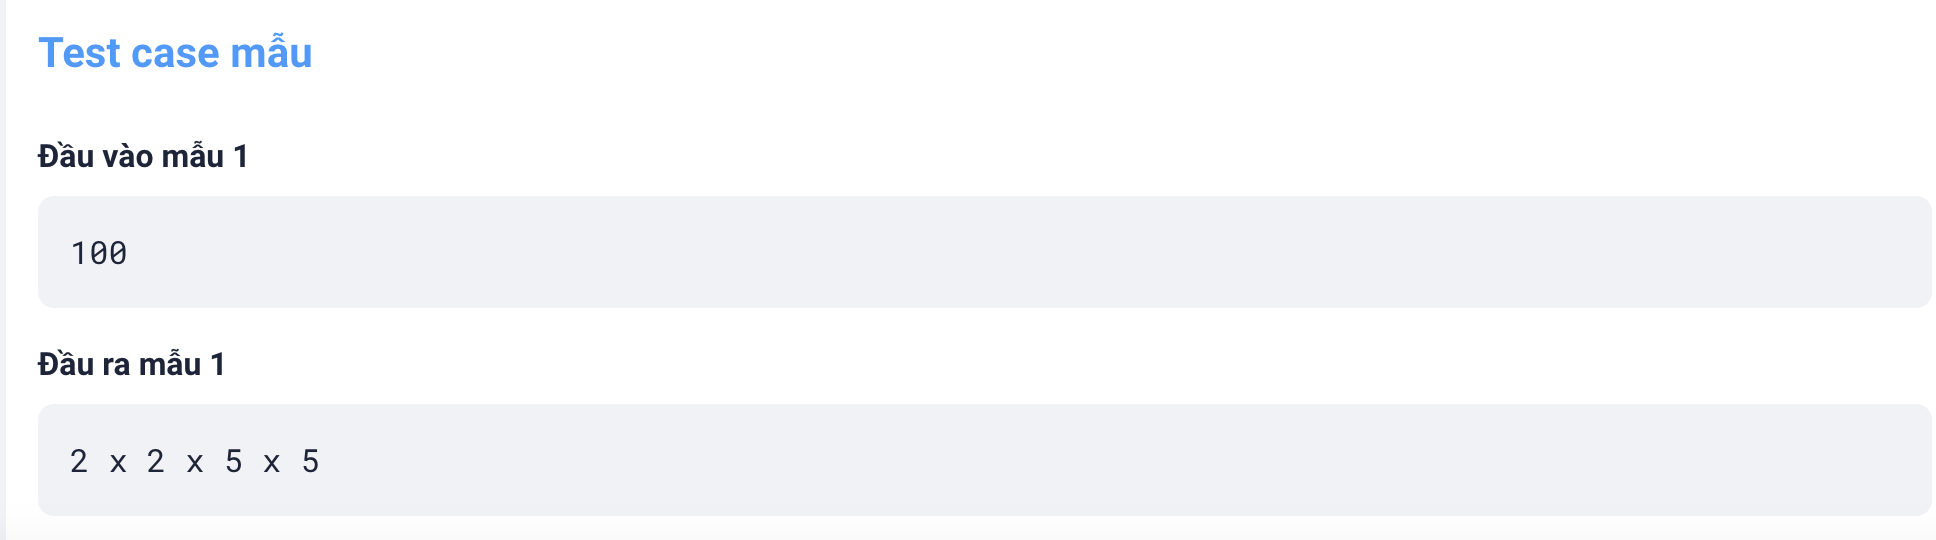 Test case mẫu
Đầu vào mẫu 1
100
Đầu ra mẫu 1
2 x 2 x 5 x 5